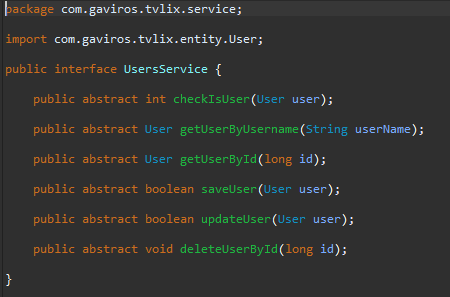 package com.gaviros.tvlix.service;
import com.gaviros.tvlix.entity.User;
public interface UsersService {
public abstract int checkIsUser(User user);
public abstract User getUserByUsername(String userName);
public abstract User getUserById(long id);
public abstract boolean saveUser(User user);
public abstract boolean updateUser(User user);
public abstract void deleteUserById(long id);
}